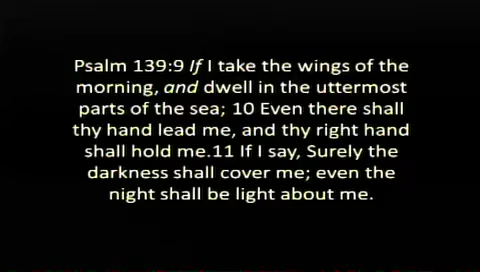 Psalm 139:9 If I take the wings of the
morning, and dwell in the uttermost
parts of the sea; 10 Even there shall
thy hand lead me, and thy right hand
shall hold me.11 If I say, Surely the
darkness shall cover me; even the
night shall be light about me.